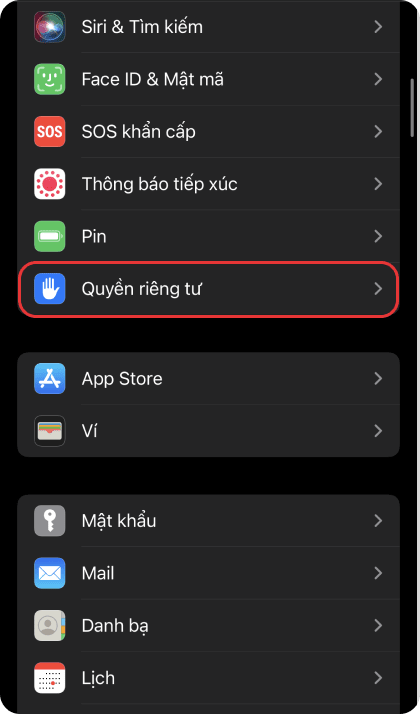 Siri & Tìm kiếm
Face ID & Mật mã
SOS
SOS khẩn cấp
Thông báo tiếp xúc
Pin
Quyền riêng tư
App Store
Ví
Mật khẩu
Mail
Danh bạ
Lịch